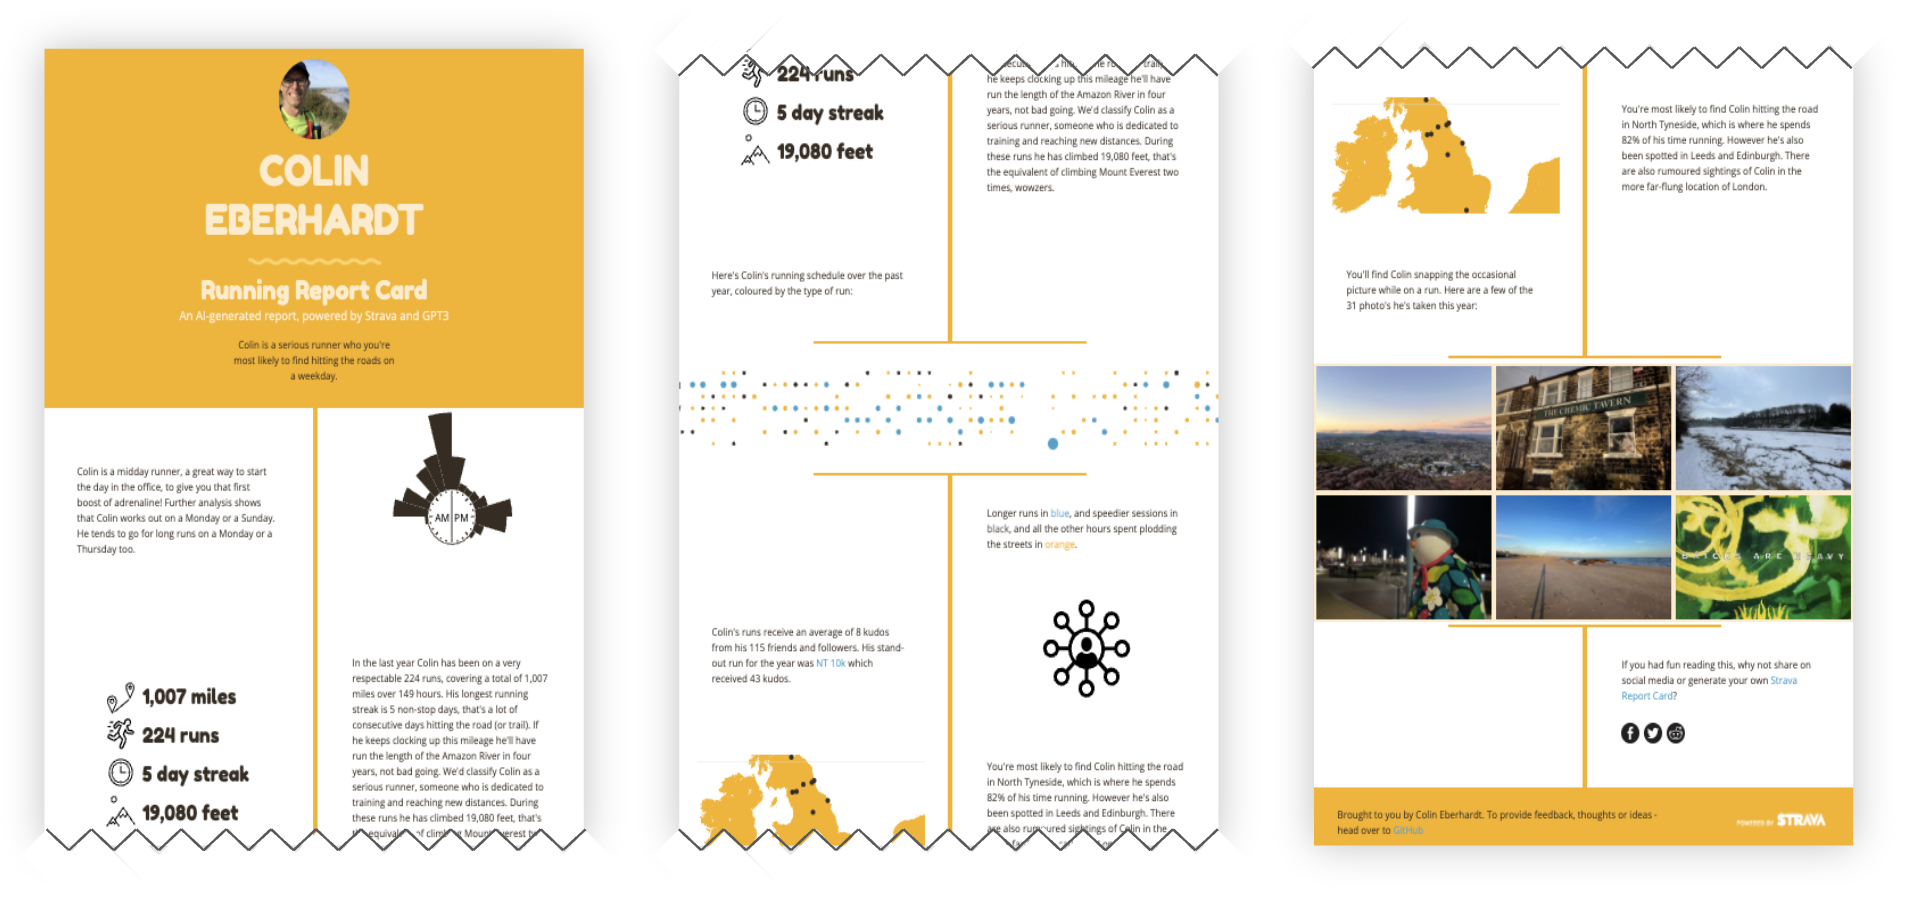 COLIN
EBERHARDT
Running Report Card
An AI-generated report, powered by Strava and GPT3
Colin is a serious runner who you're
most likely to find hitting the roads on
a weekday.
Colin is a midday runner, a great way to start
the day in the office, to give you that first
boost of adrenaline! Further analysis shows
that Colin works out on a Monday or a Sunday.
He tends to go for long runs on a Monday or a
Thursday too.
AM PM
1,007 miles
224 runs
5 day streak
19,080 feet
In the last year Colin has been on a very
respectable 224 runs, covering a total of 1,007
miles over 149 hours. His longest running
streak is 5 non-stop days, that's a lot of
consecutive days hitting the road (or trail). If
he keeps clocking up this mileage he'll have
run the length of the Amazon River in four
years, not bad going. We'd classify Colin as a
serious runner, someone who is dedicated to
training and reaching new distances. During
these runs he has climbed 19,080 feet, that's
of Mount
224 runs
5 day streak
19,080 feet
he keeps clocking up this mileage he'll have
run the length of the Amazon River in four
years, not bad going. We'd classify Colin as a
serious runner, someone who is dedicated to
training and reaching new distances. During
these runs he has climbed 19,080 feet, that's
the equivalent of climbing Mount Everest two
times, wowzers.
Here's Colin's running schedule over the past
year, coloured by the type of run:
Longer runs in blue, and speedier sessions in
black, and all the other hours spent plodding
the streets in orange.
Colin's runs receive an average of 8 kudos
from his 115 friends and followers. His stand-
out run for the year was NT 10k which
received 43 kudos.
You're most likely to find Colin hitting the road
in North Tyneside, which is where he spends
82% of his time running. However he's also
been spotted in Leeds and Edinburgh. There
are also rumoured sightings of Colin in the
You're most likely to find Colin hitting the road
in North Tyneside, which is where he spends
82% of his time running. However he's also
been spotted in Leeds and Edinburgh. There
are also rumoured sightings of Colin in the
more far-flung location of London.
You'll find Colin snapping the occasional
picture while on a run. Here are a few of the
31 photo's he's taken this year:
THE CHEMIC TAVERN
BRICKS ARE HEAVY
If you had fun reading this, why not share on
social media or generate your own Strava
Report Card?
Brought to you by Colin Eberhardt. To provide feedback, thoughts or ideas -
head over to GitHub
POWERED BY STRAVA